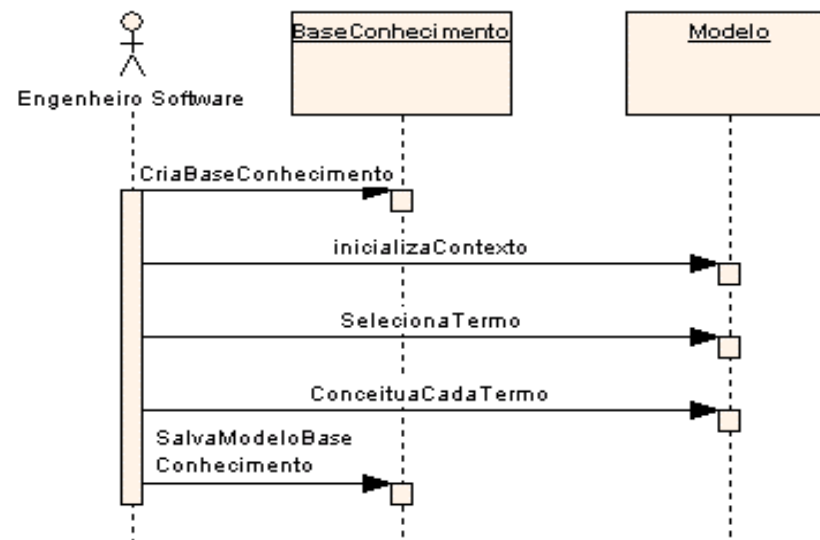 BaseConhecimento
Modelo
Engenheiro Software
CriaBaseConhecimento
inicializaContexto
SelecionaTermo
ConceituaCadaTermo
SalvaModeloBase
Conhecimento